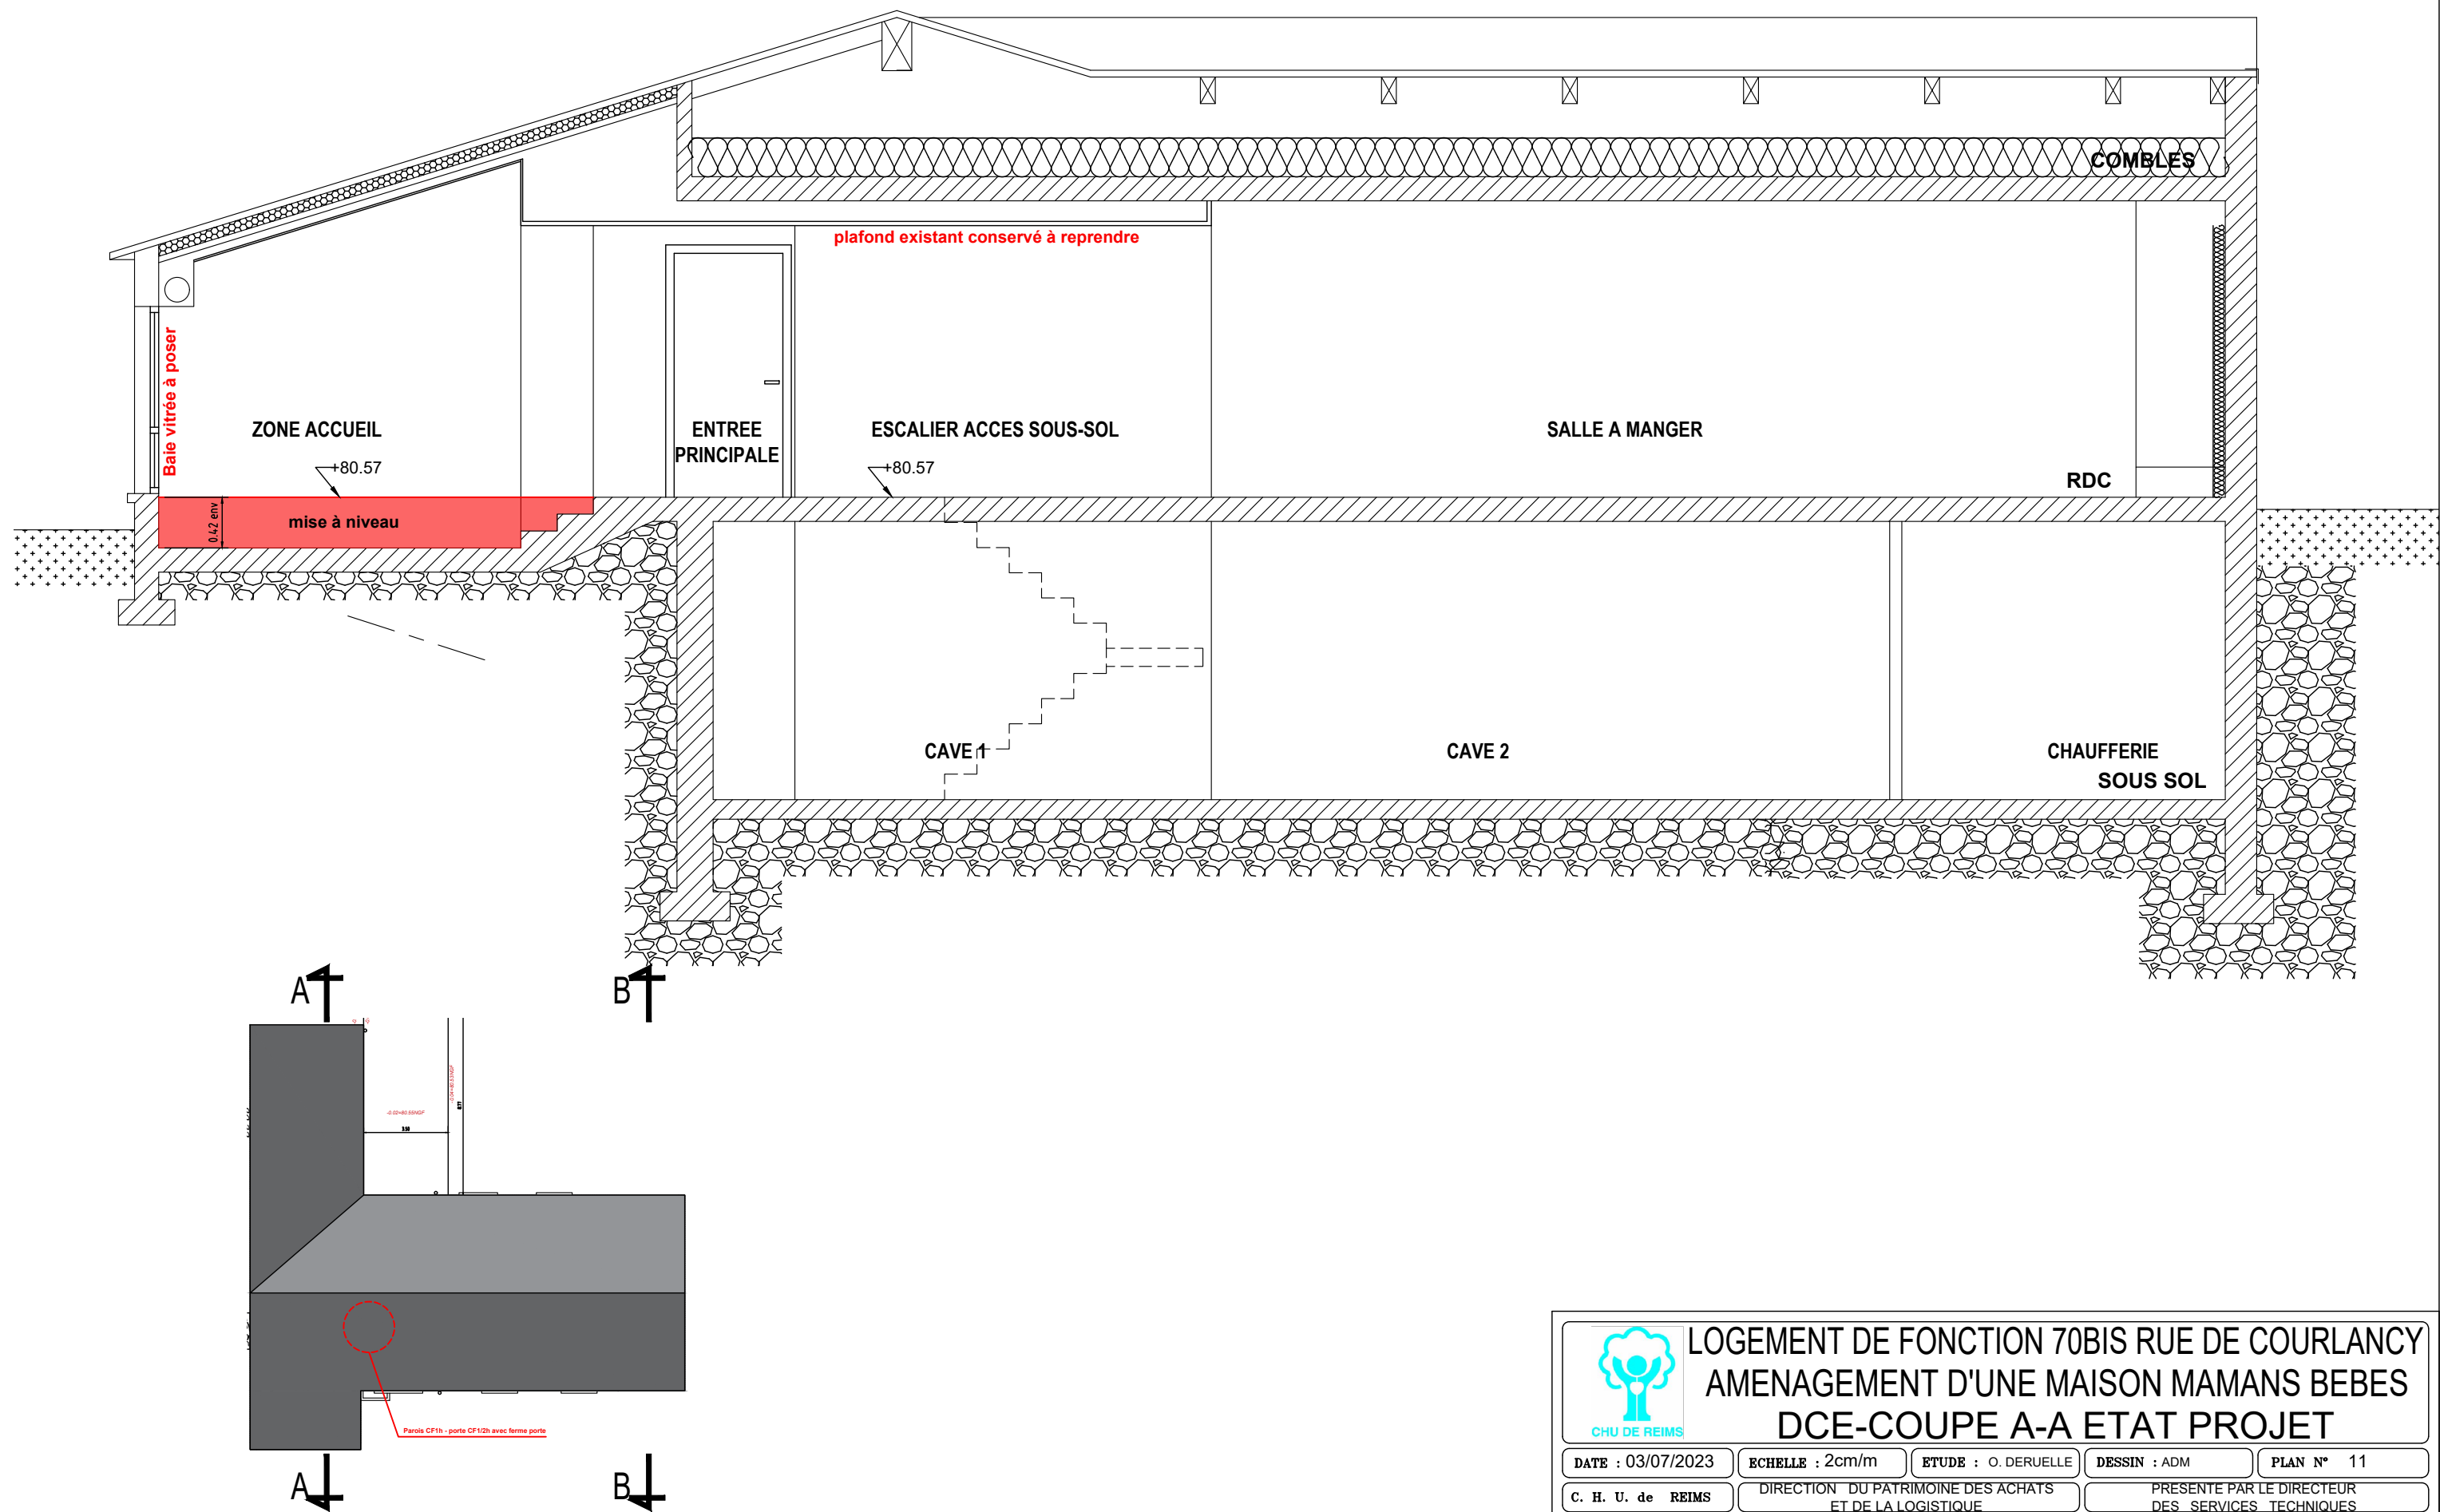 COMBLES
plafond existant conservé à reprendre
Baie vitrée à poser
ZONE ACCUEIL
+80.57
ENTREE
PRINCIPALE
ESCALIER ACCES SOUS-SOL
+80.57
SALLE A MANGER
RDC
0.42 env
mise à niveau
CAVE 1
CAVE 2
CHAUFFERIE
SOUS SOL
A
B
3.50
Parois CF1h - porte CF1/2h avec ferme porte
A
B
LOGEMENT DE FONCTION 70BIS RUE DE COURLANCY
AMENAGEMENT D'UNE MAISON MAMANS BEBES
DCE-COUPE A-A ETAT PROJET
CHU DE REIMS
DATE : 03/07/2023
ECHELLE : 2cm/m
ETUDE : O. DERUELLE
DESSIN : ADM
PLAN N° 11
C. H. U. de REIMS
DIRECTION DU PATRIMOINE DES ACHATS
ET DE LA LOGISTIQUE
PRESENTE PAR LE DIRECTEUR
DES SERVICES TECHNIQUES